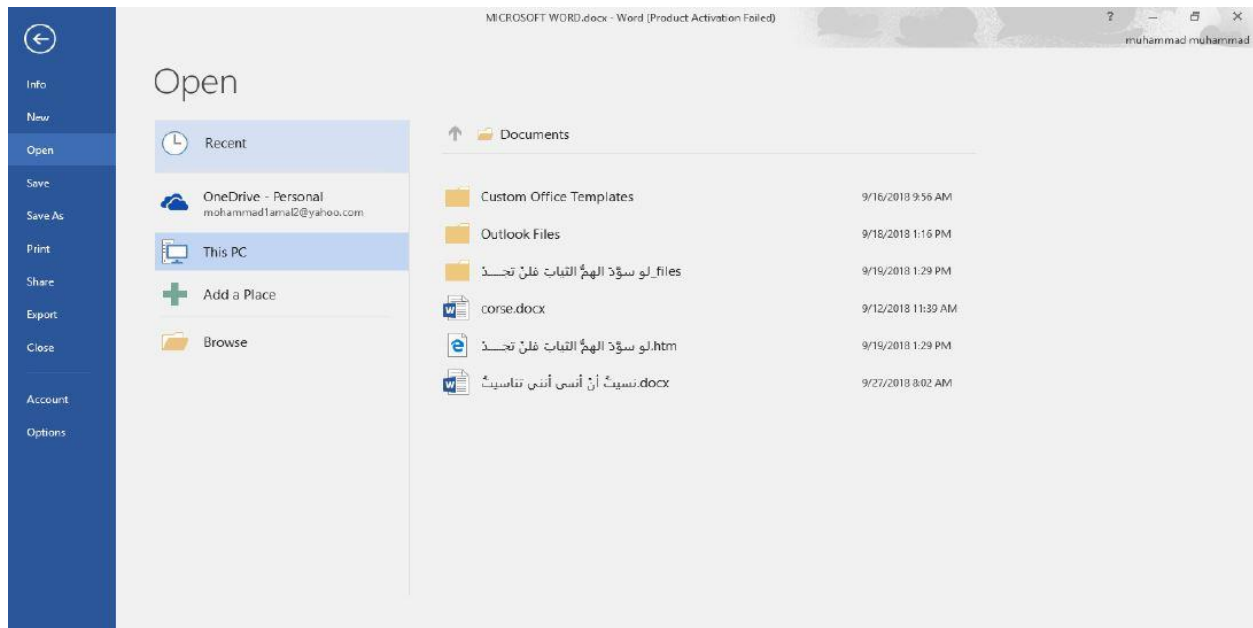 MICROSOFT WORD.docx - Word (Product Activation Failed)
?
muhammad muhammad
Info
New
Open
Save
Save As
Print
Share
Export
Close
Account
Options
Open
Recent
OneDrive - Personal
mohammad1amal2@yahoo.com
This PC
Add a Place
Browse
Documents
Custom Office Templates 9/16/2018 9:56 AM
Outlook Files 9/18/2018 1:16 PM
لو سوَّدَ الهمُّ الثيابَ فلنْ تجـــدْ_files 9/19/2018 1:29 PM
corse.docx 9/12/2018 11:39 AM
لو سوَّدَ الهمُّ الثيابَ فلنْ تجـــدْ.htm 9/19/2018 1:29 PM
نسيتُ أنْ أنسى أنني تناسيتُ.docx 9/27/2018 8:02 AM